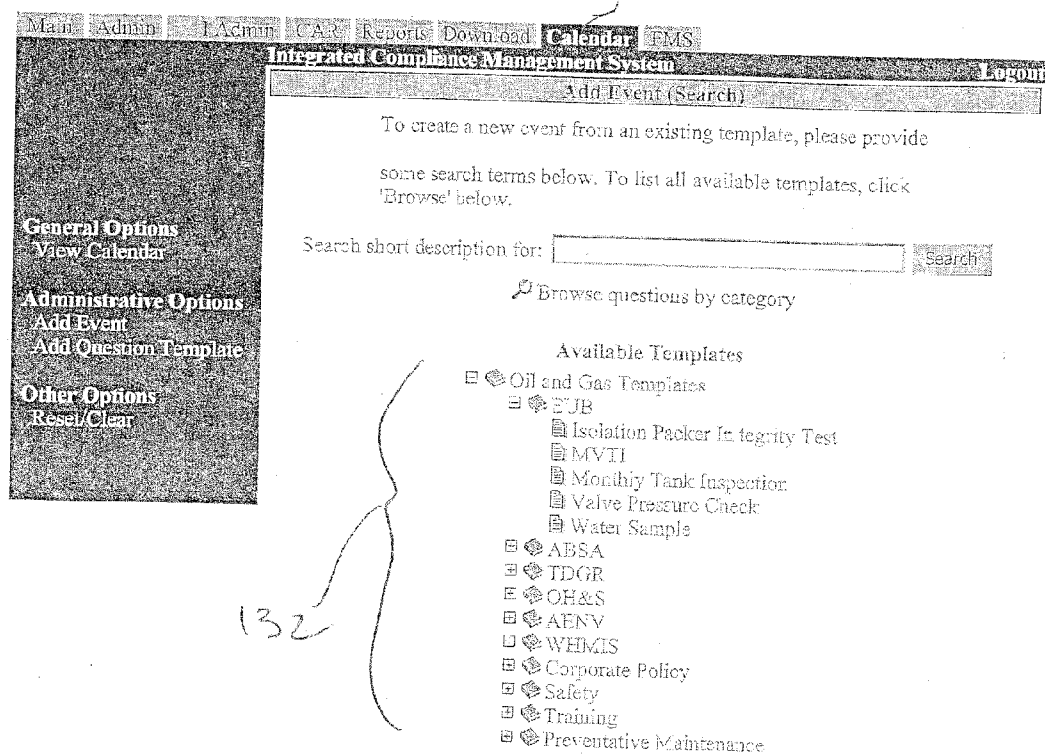 Main Admin I Admin CAR Reports Download Calendar EMS
Integrated Compliance Management System Logout
Add Event (Search)
To create a new event from an existing template, please provide
some search terms below. To list all available templates, click
'Browse' below.
General Options
View Calendar
Search short description for: Search
Browse questions by category
Administrative Options
Add Event
Add Question Template
Other Options
Reset/Clear
Available Templates
Oil and Gas Templates
EUB
Isolation Packer Integrity Test
MVTI
Monthly Tank Inspection
Valve Pressure Check
Water Sample
ABSA
TDGR
OH&S
AENV
WHMIS
Corporate Policy
Safety
Training
Preventative Maintenance
132